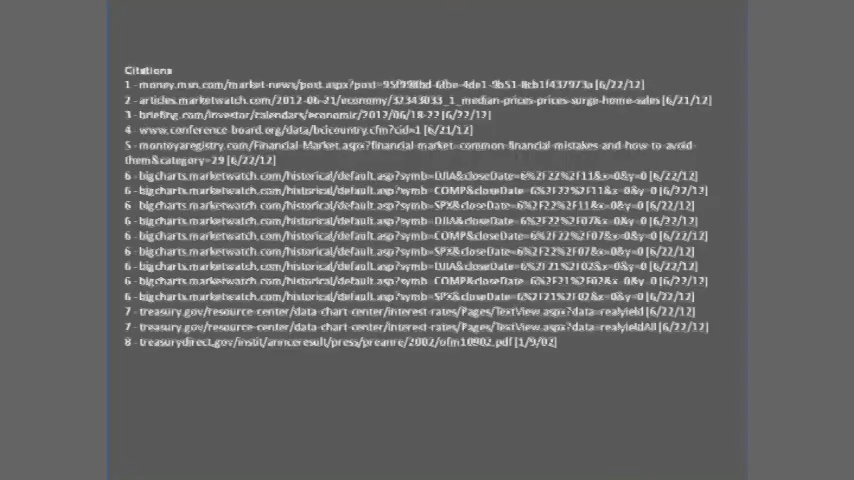 Citations
1 - money.msn.com/market-news/post.aspx?post= [6/22/12]
2 - articles.marketwatch.com/2012-06-21/economy/32343033_1_median-prices-prices-surge-home-sales [6/21/12]
3 - briefing.com/investor/calendars/economic/2012/06/18-22 [6/22/12]
4 - www.conference-board.org/data/bcicountry.cfm?cid=1 [6/21/12]
5 - montoyaregistry.com/Financial-Market.aspx?financial-market=common-financial-mistakes-and-how-to-avoid
them&category=29 [6/22/12]
6 - bigcharts.marketwatch.com/historical/default.asp?symb=DJIA&closeDate=6%2F22%2F11&x=0&y=0 [6/22/12]
6 - bigcharts.marketwatch.com/historical/default.asp?symb=COMP&closeDate=6%2F22%2F11&x=0&y=0 [6/22/12]
6 - bigcharts.marketwatch.com/historical/default.asp?symb=SPX&closeDate=6%2F22%2F11&x=0&y=0 [6/22/12]
6 - bigcharts.marketwatch.com/historical/default.asp?symb=DJIA&closeDate=6%2F22%2F07&x=0&y=0 [6/22/12]
6 - bigcharts.marketwatch.com/historical/default.asp?symb=COMP&closeDate=6%2F22%2F07&x=0&y=0 [6/22/12]
6 - bigcharts.marketwatch.com/historical/default.asp?symb=SPX&closeDate=6%2F22%2F07&x=0&y=0 [6/22/12]
6 - bigcharts.marketwatch.com/historical/default.asp?symb=DJIA&closeDate=6%2F21%2F02&x=0&y=0 [6/22/12]
6 - bigcharts.marketwatch.com/historical/default.asp?symb=COMP&closeDate=6%2F21%2F02&x=0&y=0 [6/22/12]
6 - bigcharts.marketwatch.com/historical/default.asp?symb=SPX&closeDate=6%2F21%2F02&x=0&y=0 [6/22/12]
7 - treasury.gov/resource-center/data-chart-center/interest-rates/Pages/TextView.aspx?data=realyield [6/22/12]
7 - treasury.gov/resource-center/data-chart-center/interest-rates/Pages/TextView.aspx?data=realyieldAll [6/22/12]
8 - treasurydirect.gov/instit/annceresult/press/preanre/2002/ofm10902.pdf [1/9/02]